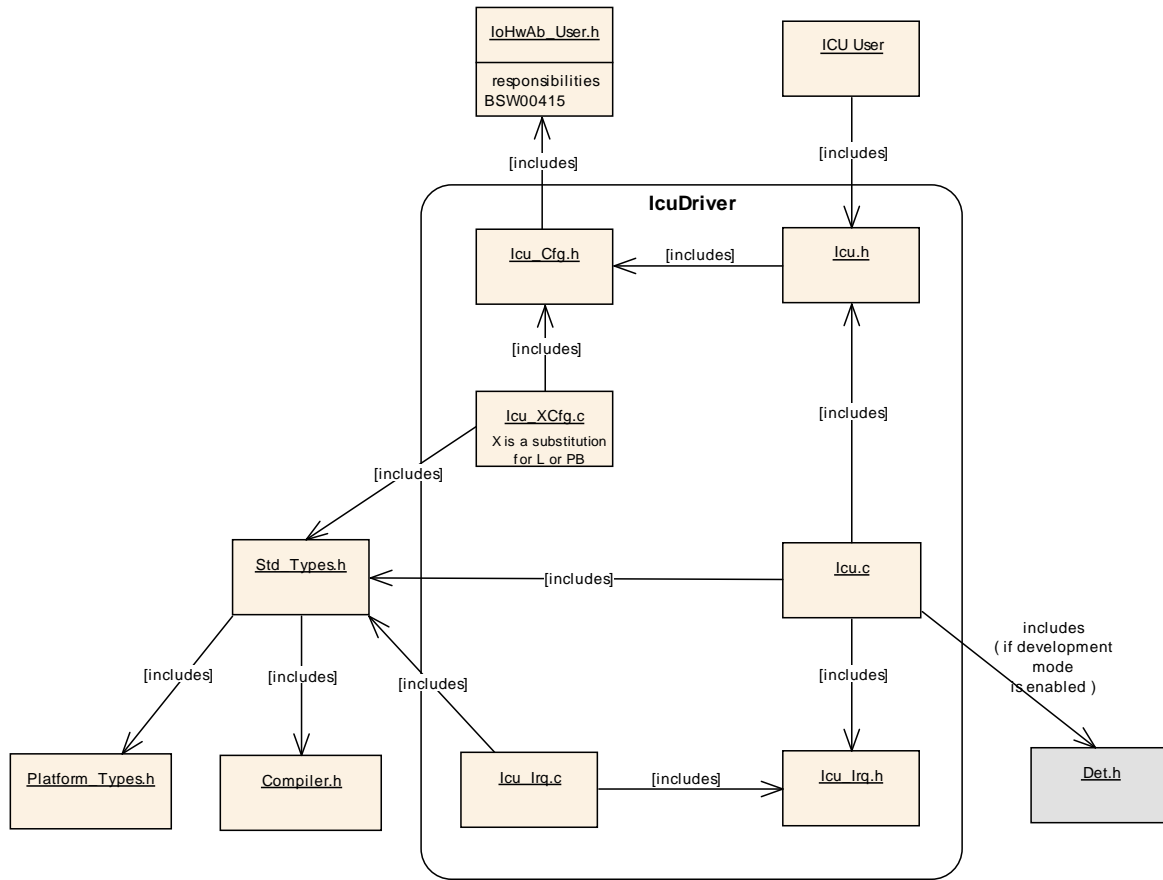 IoHwAb_User.h
responsibilities
BSW00415
ICU User
[includes]
[includes]
IcuDriver
Icu_Cfg.h
[includes]
Icu.h
[includes]
Icu_XCfg.c
X is a substitution
for L or PB
[includes]
[includes]
Std_Types.h
[includes]
Icu.c
includes
( if development
mode
is enabled )
[includes]
[includes]
[includes]
[includes]
Platform_Types.h
Compiler.h
Icu_Irq.c
[includes]
Icu_Irq.h
Det.h